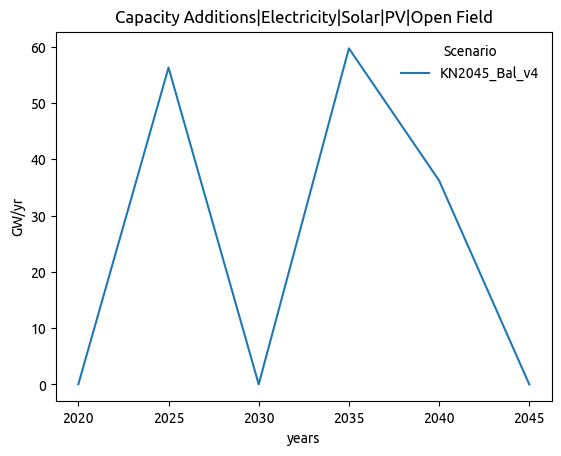 Capacity Additions|Electricity|Solar|PV|Open Field
Scenario
KN2045_Bal_v4
GW/yr
60
50
40
30
20
10
0
2020 2025 2030 2035 2040 2045
years